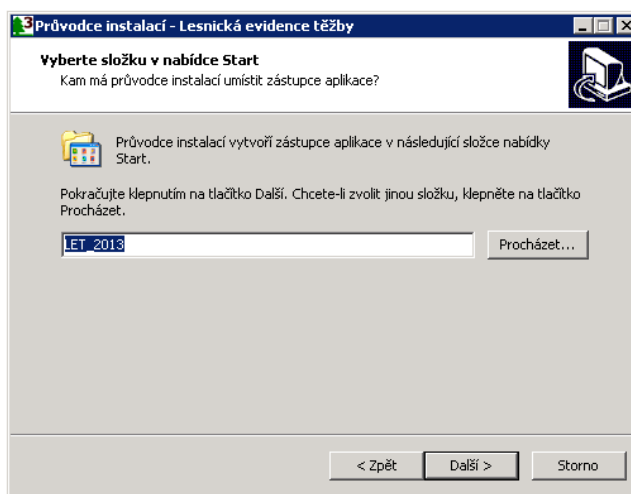 Průvodce instalací - Lesnická evidence těžby
Vyberte složku v nabídce Start
Kam má průvodce instalací umístit zástupce aplikace?
Průvodce instalací vytvoří zástupce aplikace v následující složce nabídky
Start.
Pokračujte klepnutím na tlačítko Další. Chcete-li zvolit jinou složku, klepněte na tlačítko
Procházet.
LET_2013
Procházet...
< Zpět
Další >
Storno